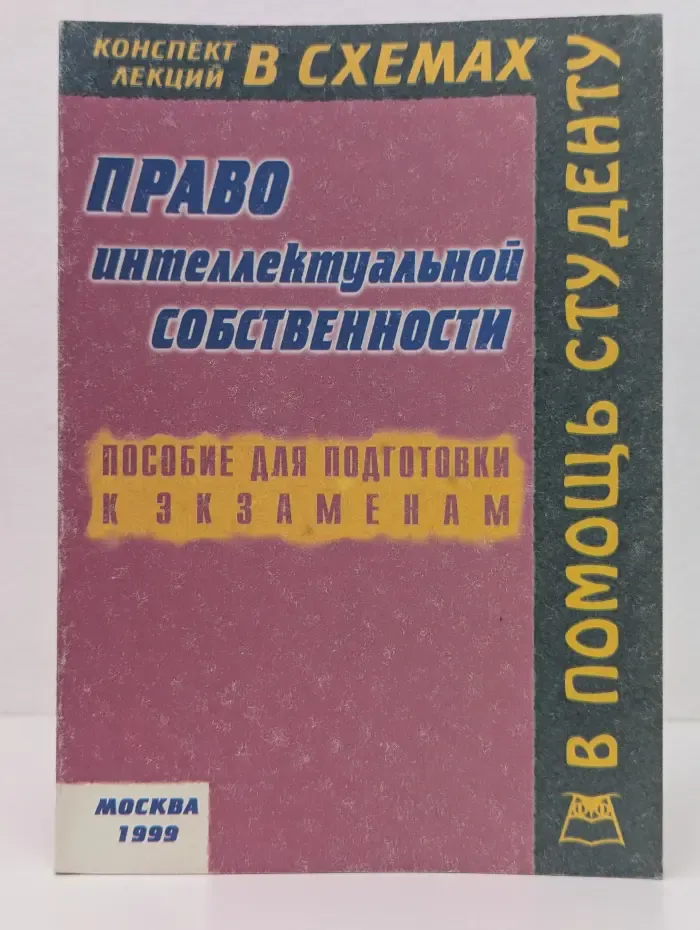 КОНСПЕКТ
ЛЕКЦИЙ В СХЕМАХ
ПРАВО
интеллектуальной
СОБСТВЕННОСТИ
ПОСОБИЕ ДЛЯ ПОДГОТОВКИ
К ЭКЗАМЕНАМ
МОСКВА
1999
В ПОМОЩЬ СТУДЕНТУ